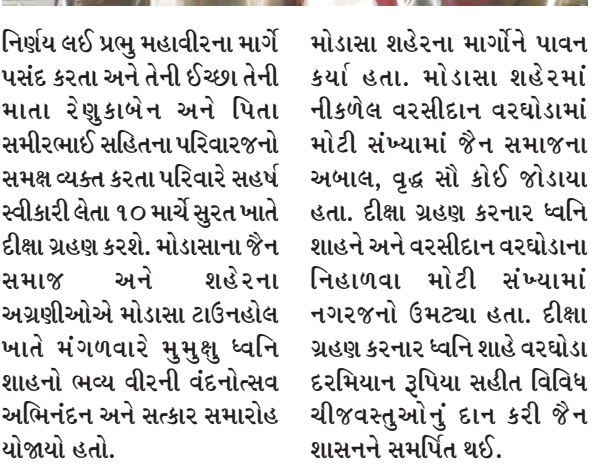 નિર્ણય લઈ પ્રભુ મહાવીરના માર્ગે
પસંદ કરતા અને તેની ઈચ્છા તેની
માતા રેણુકાબેન અને પિતા
સમીરભાઈ સહિતના પરિવારજનો
સમક્ષ વ્યક્ત કરતા પરિવારે સહર્ષ
સ્વીકારી લેતા ૧૦ માર્ચે સુરત ખાતે
દીક્ષા ગ્રહણ કરશે. મોડાસાના જૈન
સમાજ અને શહેરના
અગ્રણીઓએ મોડાસા ટાઉનહોલ
ખાતે મંગળવારે મુમુક્ષુ ધ્વનિ
શાહનો ભવ્ય વીરની વંદનોત્સવ
અભિનંદન અને સત્કાર સમારોહ
યોજાયો હતો.
મોડાસા શહેરના માર્ગોને પાવન
કર્યા હતા. મોડાસા શહેરમાં
નીકળેલ વરસીદાન વરઘોડામાં
મોટી સંખ્યામાં જૈન સમાજના
અબાલ, વૃદ્ધ સૌ કોઈ જોડાયા
હતા. દીક્ષા ગ્રહણ કરનાર ધ્વનિ
શાહને અને વરસીદાન વરઘોડાના
નિહાળવા મોટી સંખ્યામાં
નગરજનો ઉમટ્યા હતા. દીક્ષા
ગ્રહણ કરનાર ધ્વનિ શાહે વરઘોડા
દરમિયાન રૂપિયા સહીત વિવિધ
ચીજવસ્તુઓનું દાન કરી જૈન
શાસનને સમર્પિત થઈ.